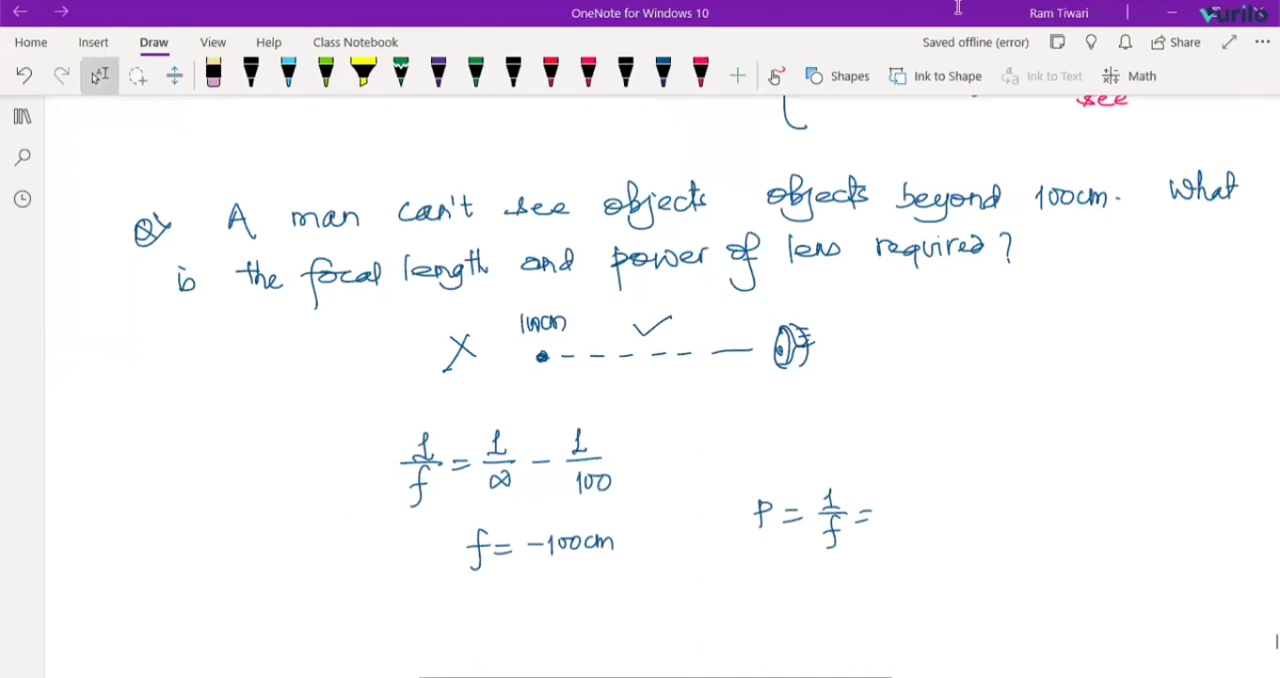 OneNote for Windows 10
Ram Tiwari
Yurilo
Home Insert Draw View Help Class Notebook
Saved offline (error) Share
Shapes Ink to Shape Ink to Text Math
see
Q) A man can't see objects objects beyond 100cm. What
is the focal length and power of lens required?
X 100cm ✓
1/f = 1/∞ - 1/100
P = 1/f =
f = -100cm